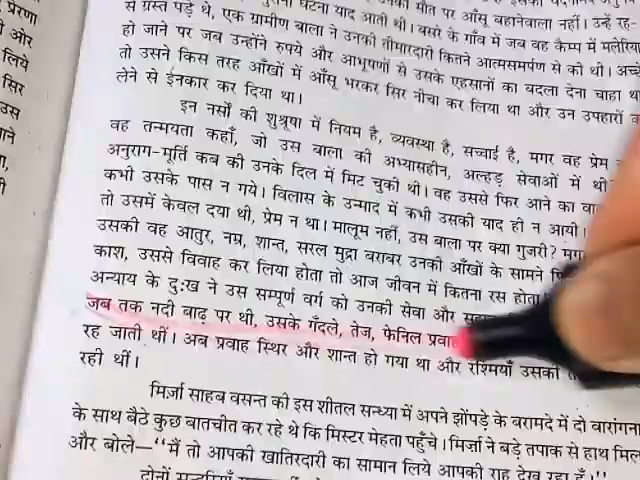 प्रेरणा
ी ओर
लिये
सिर
उस
गाने
ा,
से ग्रस्त पड़े थे, एक ग्रामीण बाला ने उनकी तीमारदारी कितने आत्मसमर्पण से की थी। अच्छे
हो जाने पर जब उन्होंने रुपये और आभूषणों से उसके एहसानों का बदला देना चाहा था
तो उसने किस तरह आँखों में आँसू भरकर सिर नीचा कर लिया था और उन उपहारों को
लेने से ईनकार कर दिया था।
इन नर्सों की शुश्रूषा में नियम है, व्यवस्था है, सच्चाई है, मगर वह प्रेम
वह तन्मयता कहाँ, जो उस बाला की अभ्यासहीन, अल्हड़ सेवाओं में थी
अनुराग-मूर्ति कब की उनके दिल में मिट चुकी थी। वह उससे फिर आने का वा
कभी उसके पास न गये। विलास के उन्माद में कभी उसकी याद ही न आयी।
तो उसमें केवल दया थी, प्रेम न था। मालूम नहीं, उस बाला पर क्या गुजरी? मग
उसकी वह आतुर, नम्र, शान्त, सरल मुद्रा बराबर उनकी आँखों के सामने
काश, उससे विवाह कर लिया होता तो आज जीवन में कितना रस होता
अन्याय के दुःख ने उस सम्पूर्ण वर्ग को उनकी सेवा और
जब तक नदी बाढ़ पर थी, उसके गँदले, तेज, फेनिल प्रवा
रह जाती थीं। अब प्रवाह स्थिर और शान्त हो गया था और रश्मियाँ उसकी
रही थीं।
मिर्ज़ा साहब वसन्त की इस शीतल सन्ध्या में अपने झोंपड़े के बरामदे में दो वारांगना
के साथ बैठे कुछ बातचीत कर रहे थे कि मिस्टर मेहता पहुँचे। मिर्ज़ा ने बड़े तपाक से हाथ मिल
और बोले—"मैं तो आपकी खातिरदारी का सामान लिये आपकी राह देख रहा हूँ।"